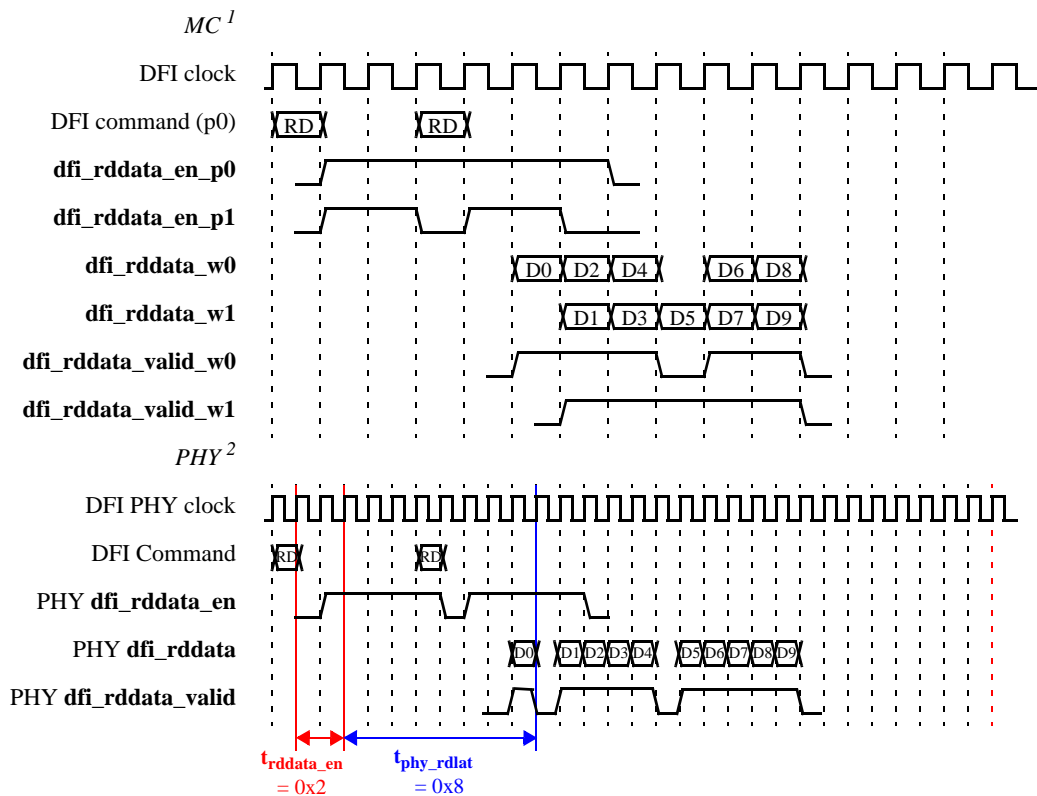 MC 1
DFI clock
DFI command (p0) RD RD
dfi_rddata_en_p0
dfi_rddata_en_p1
dfi_rddata_w0 D0 D2 D4 D6 D8
dfi_rddata_w1 D1 D3 D5 D7 D9
dfi_rddata_valid_w0
dfi_rddata_valid_w1
PHY 2
DFI PHY clock
DFI Command RD RD
PHY dfi_rddata_en
PHY dfi_rddata D0 D1 D2 D3 D4 D5 D6 D7 D8 D9
PHY dfi_rddata_valid
trddata_en tphy_rdlat
= 0x2 = 0x8